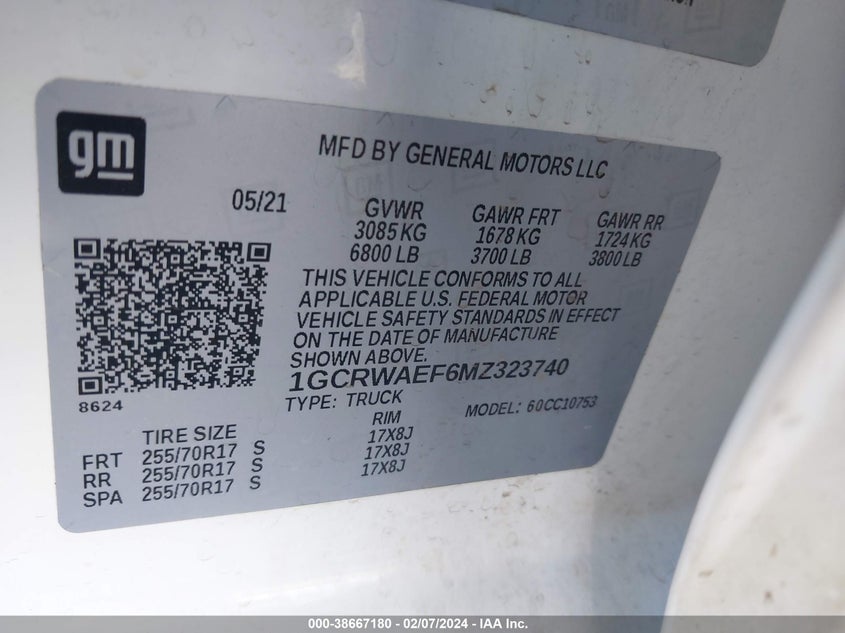 gm
MFD BY GENERAL MOTORS LLC
05/21
GVWR GAWR FRT GAWR RR
3085 KG 1678 KG 1724 KG
6800 LB 3700 LB 3800 LB
THIS VEHICLE CONFORMS TO ALL
APPLICABLE U.S. FEDERAL MOTOR
VEHICLE SAFETY STANDARDS IN EFFECT
ON THE DATE OF MANUFACTURE
SHOWN ABOVE.
1GCRWAEF6MZ323740
8624
TYPE: TRUCK MODEL: 60CC10753
TIRE SIZE RIM
FRT 255/70R17 S 17X8J
RR 255/70R17 S 17X8J
SPA 255/70R17 S 17X8J
000-38667180 - 02/07/2024 - IAA Inc.